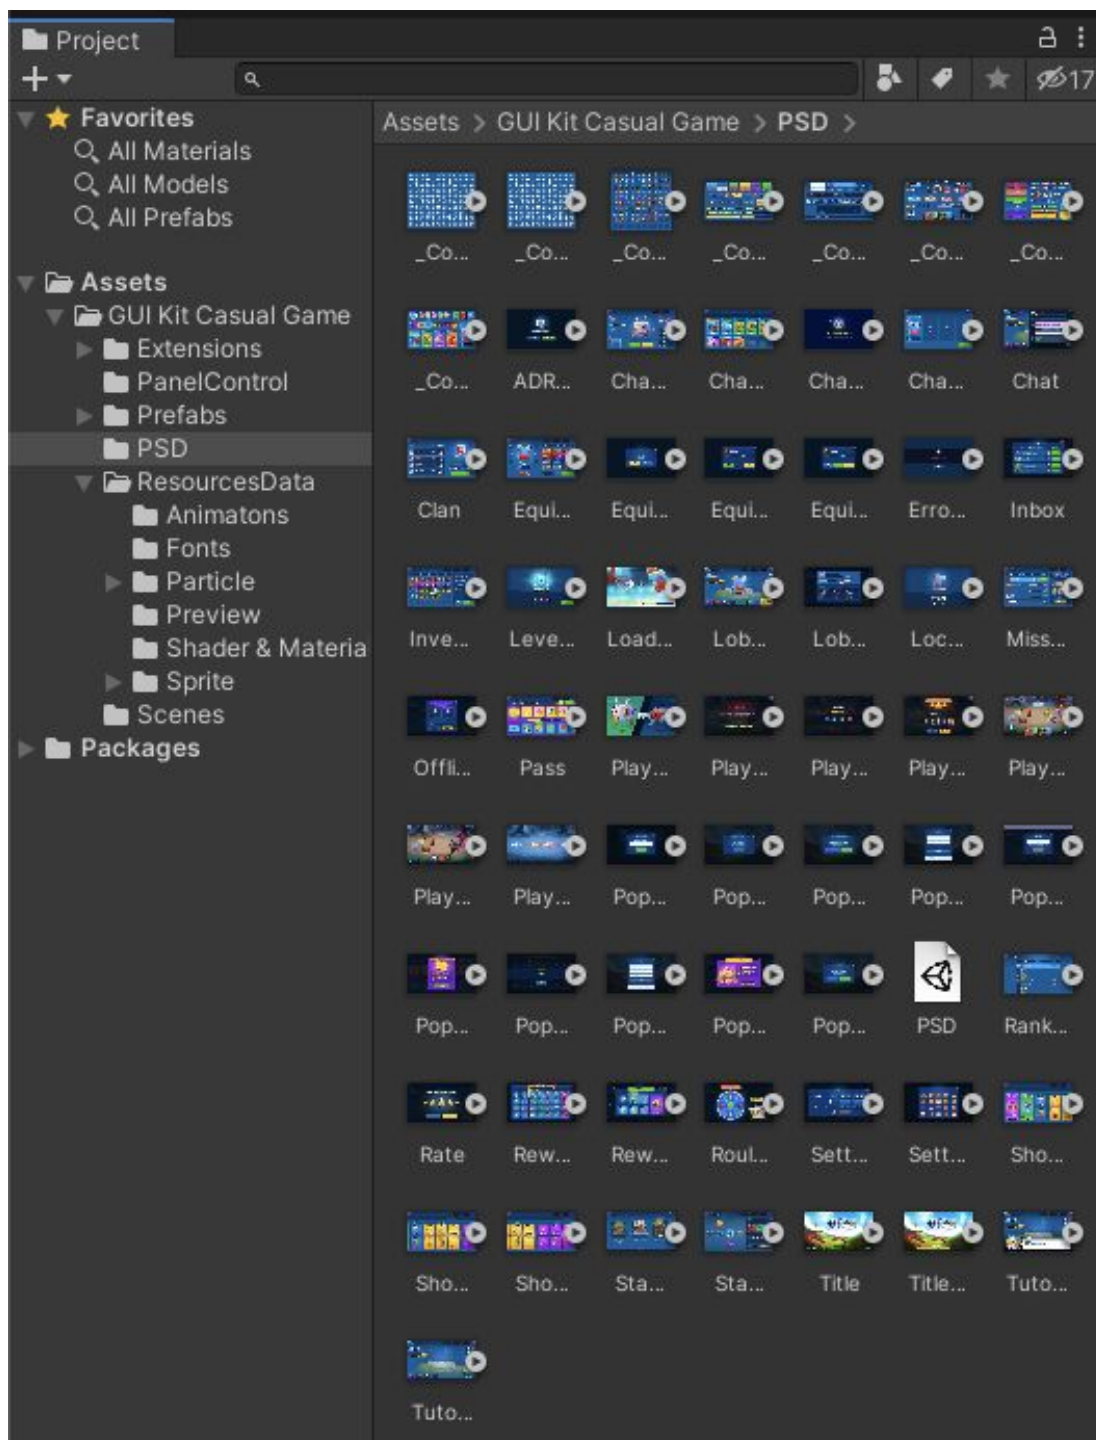 Project
17
Favorites
All Materials
All Models
All Prefabs
Assets
GUI Kit Casual Game
Extensions
PanelControl
Prefabs
PSD
ResourcesData
Animatons
Fonts
Particle
Preview
Shader & Materia
Sprite
Scenes
Packages
Assets > GUI Kit Casual Game > PSD >
_Co... _Co... _Co... _Co... _Co... _Co... _Co...
_Co... ADR... Cha... Cha... Cha... Cha... Chat
Clan Equi... Equi... Equi... Equi... Erro... Inbox
Inve... Leve... Load... Lob... Lob... Loc... Miss...
Offli... Pass Play... Play... Play... Play... Play...
Play... Play... Pop... Pop... Pop... Pop... Pop...
Pop... Pop... Pop... Pop... Pop... PSD Rank...
Rate Rew... Rew... Roul... Sett... Sett... Sho...
Sho... Sho... Sta... Sta... Title Title... Tuto...
Tuto...